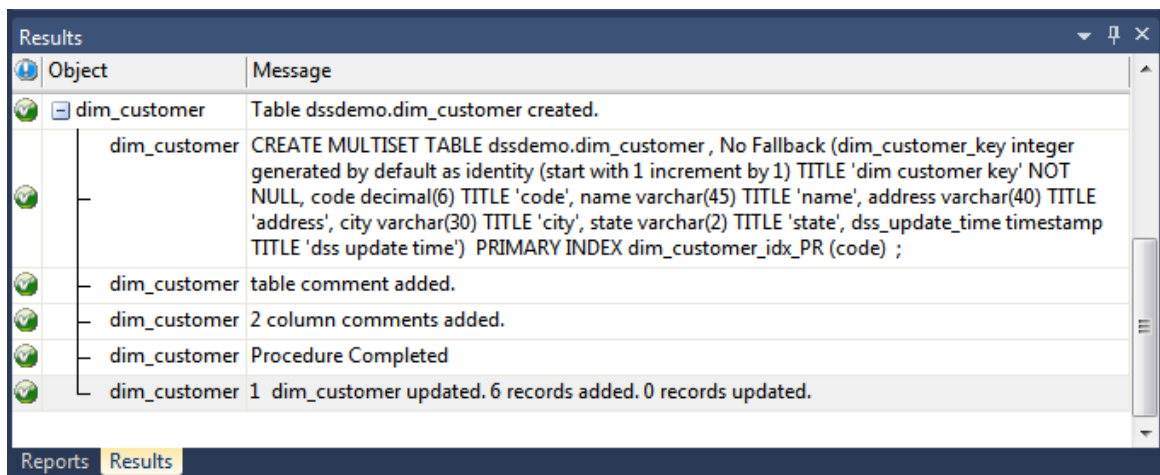 Results
Object Message
dim_customer Table dssdemo.dim_customer created.
dim_customer CREATE MULTISET TABLE dssdemo.dim_customer , No Fallback (dim_customer_key integer
generated by default as identity (start with 1 increment by 1) TITLE 'dim customer key' NOT
NULL, code decimal(6) TITLE 'code', name varchar(45) TITLE 'name', address varchar(40) TITLE
'address', city varchar(30) TITLE 'city', state varchar(2) TITLE 'state', dss_update_time timestamp
TITLE 'dss update time') PRIMARY INDEX dim_customer_idx_PR (code) ;
dim_customer table comment added.
dim_customer 2 column comments added.
dim_customer Procedure Completed
dim_customer 1 dim_customer updated. 6 records added. 0 records updated.
Reports Results